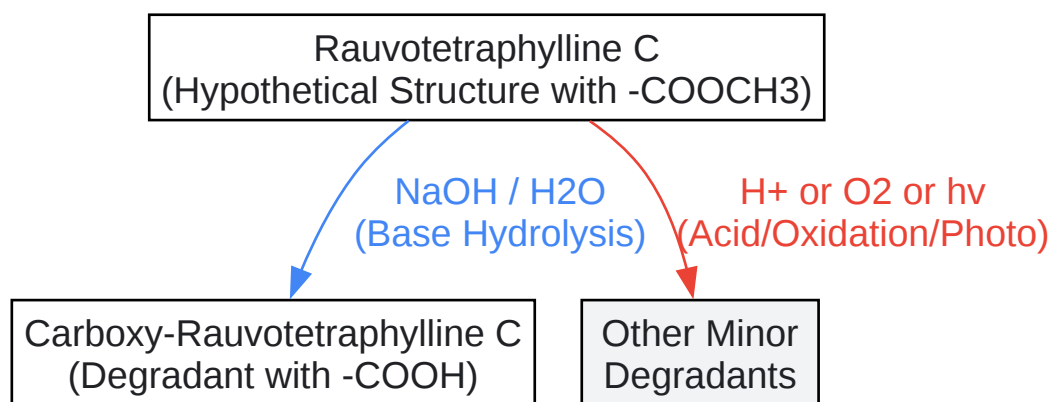 Rauvotetraphylline C
(Hypothetical Structure with -COOCH3)
NaOH / H2O
(Base Hydrolysis)
H+ or O2 or hv
(Acid/Oxidation/Photo)
Carboxy-Rauvotetraphylline C
(Degradant with -COOH)
Other Minor
Degradants